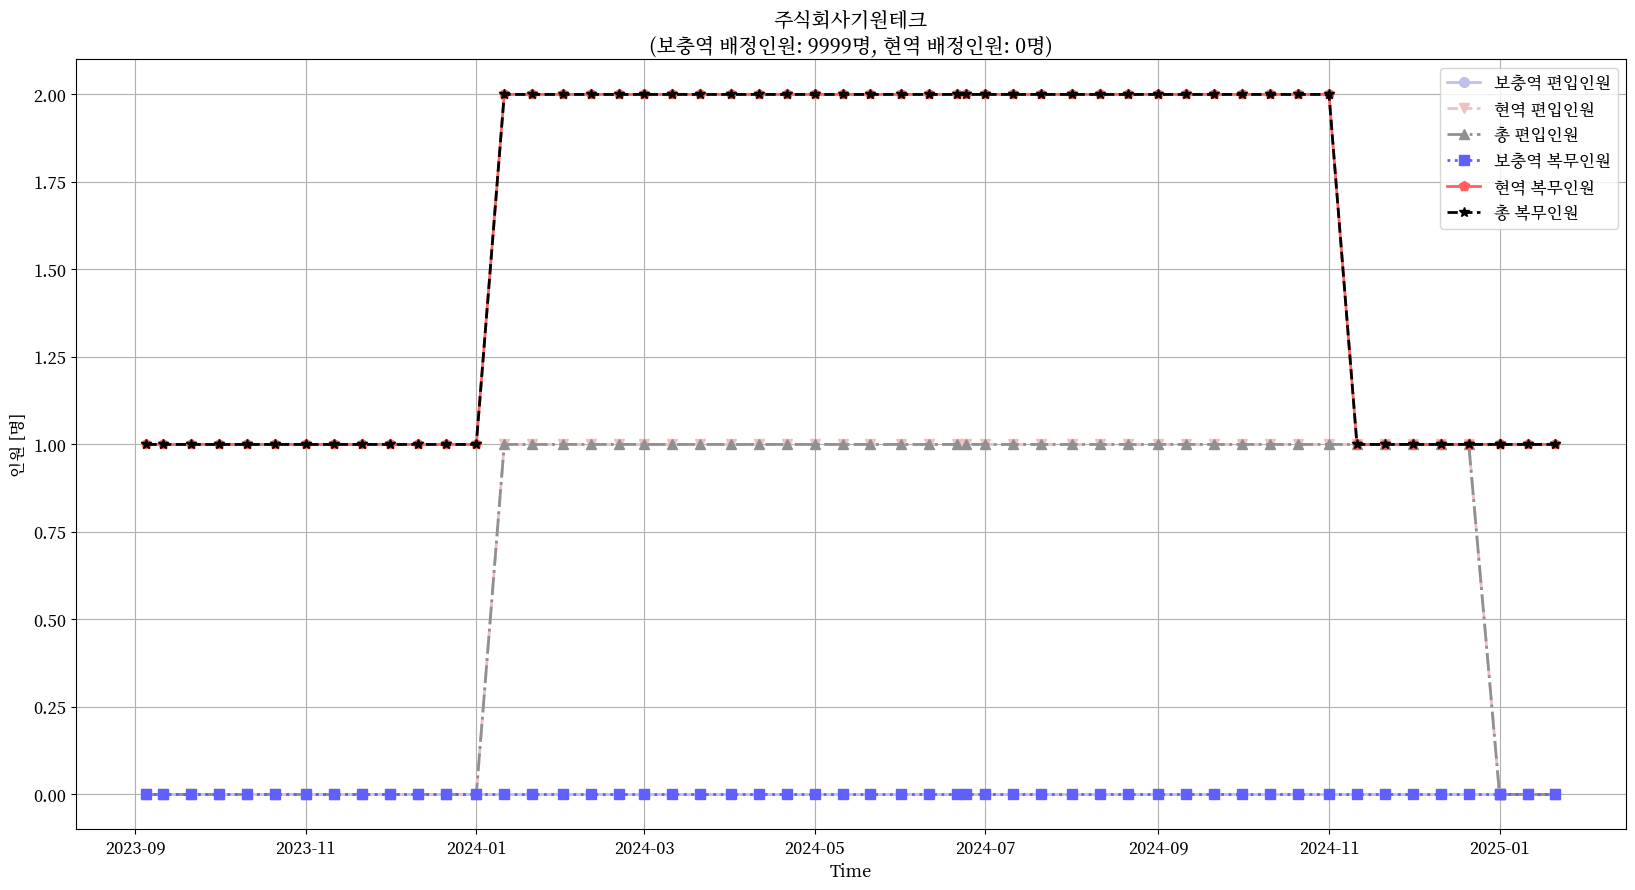 주식회사기원테크
(보충역 배정인원: 9999명, 현역 배정인원: 0명)
보충역 편입인원
현역 편입인원
총 편입인원
보충역 복무인원
현역 복무인원
총 복무인원
인원 [명]
2.00
1.75
1.50
1.25
1.00
0.75
0.50
0.25
0.00
2023-09
2023-11
2024-01
2024-03
2024-05
2024-07
2024-09
2024-11
2025-01
Time